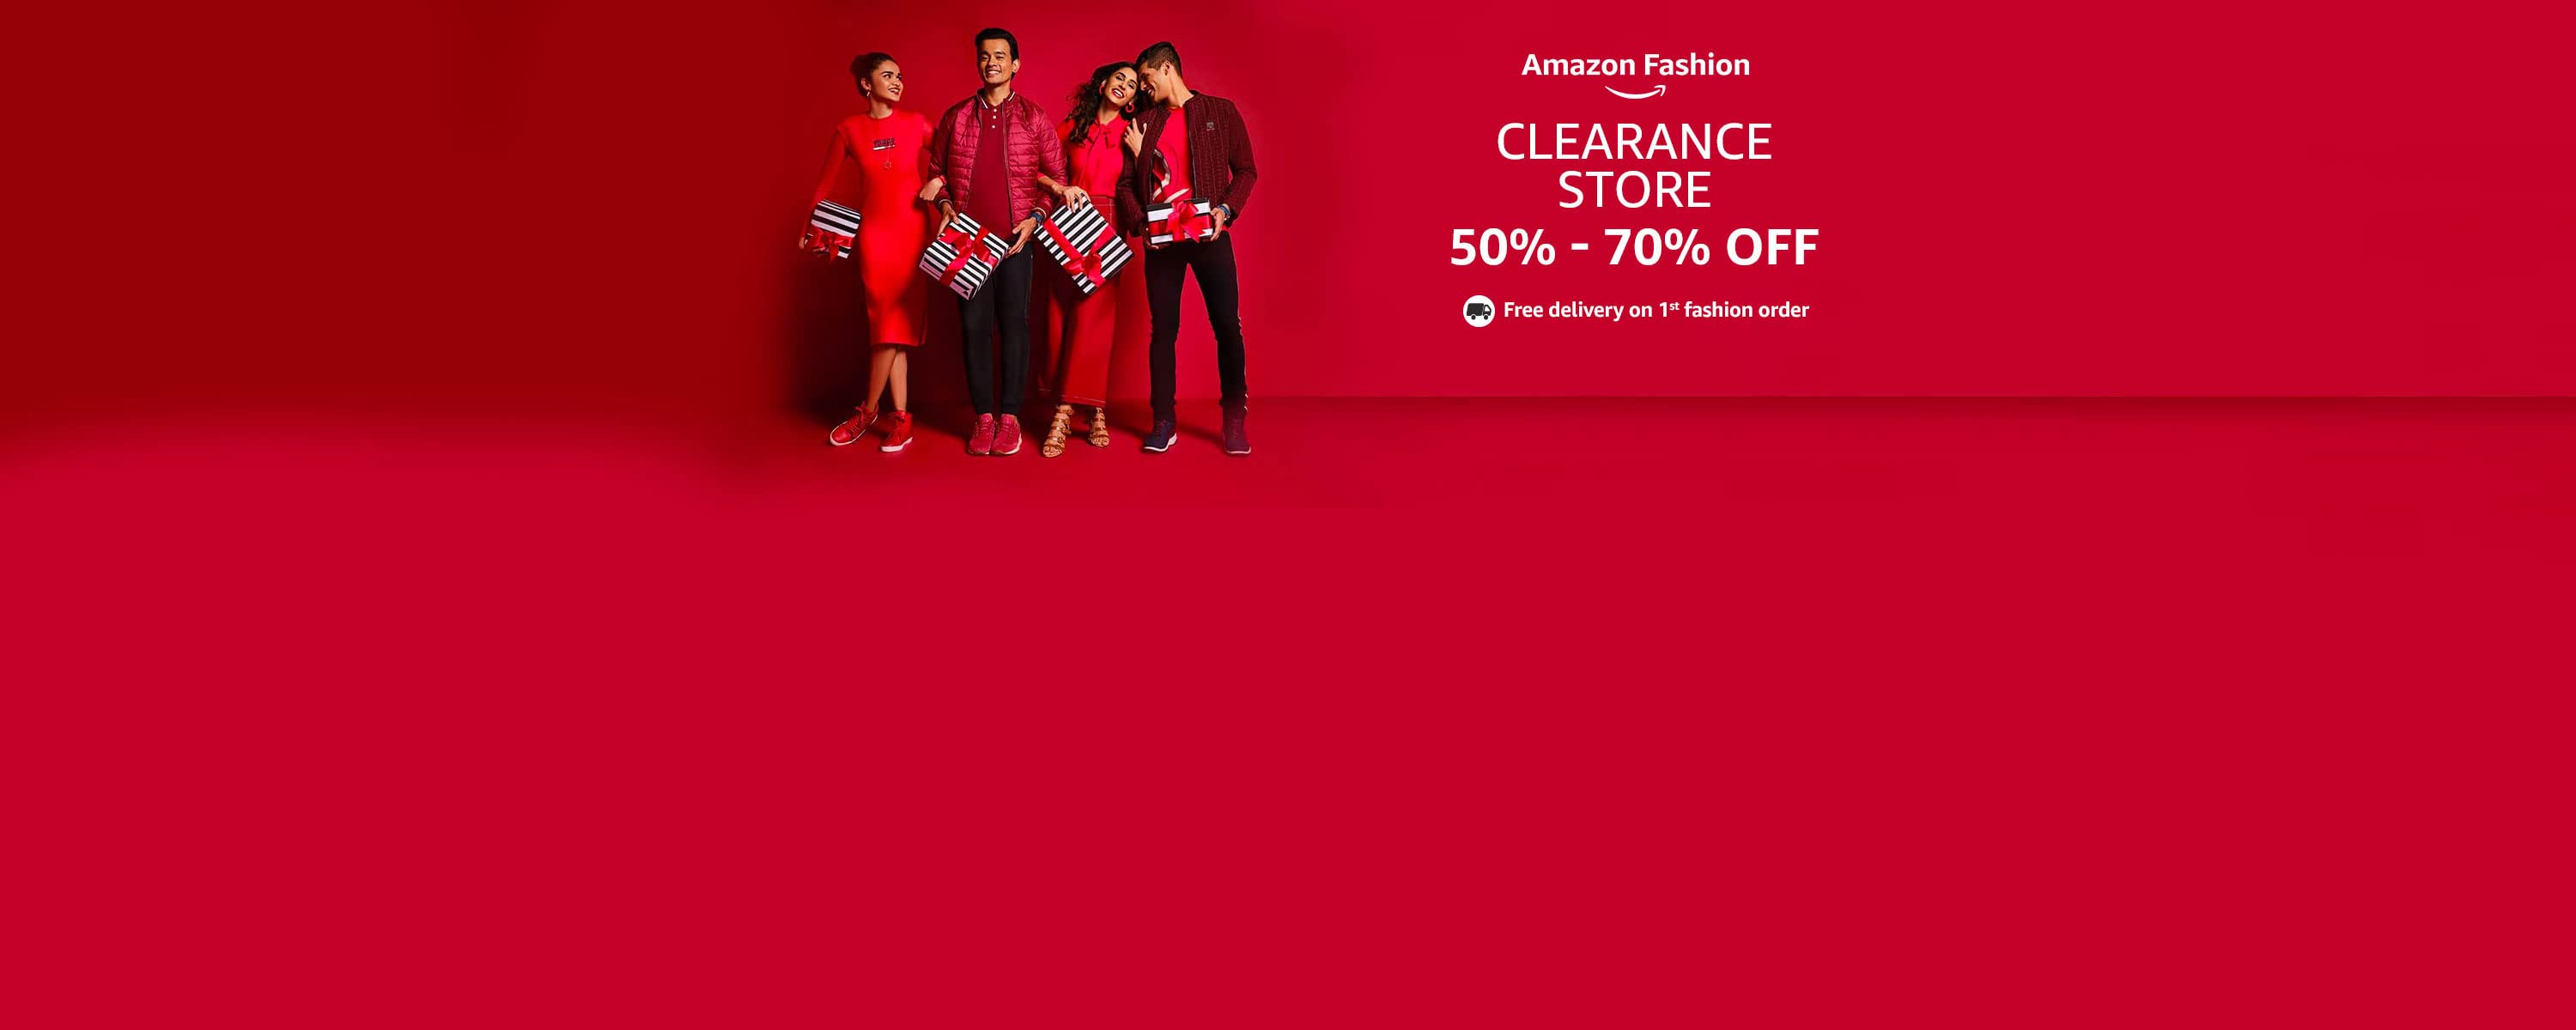 Amazon Fashion
CLEARANCE
STORE
50% - 70% OFF
Free delivery on 1st fashion order